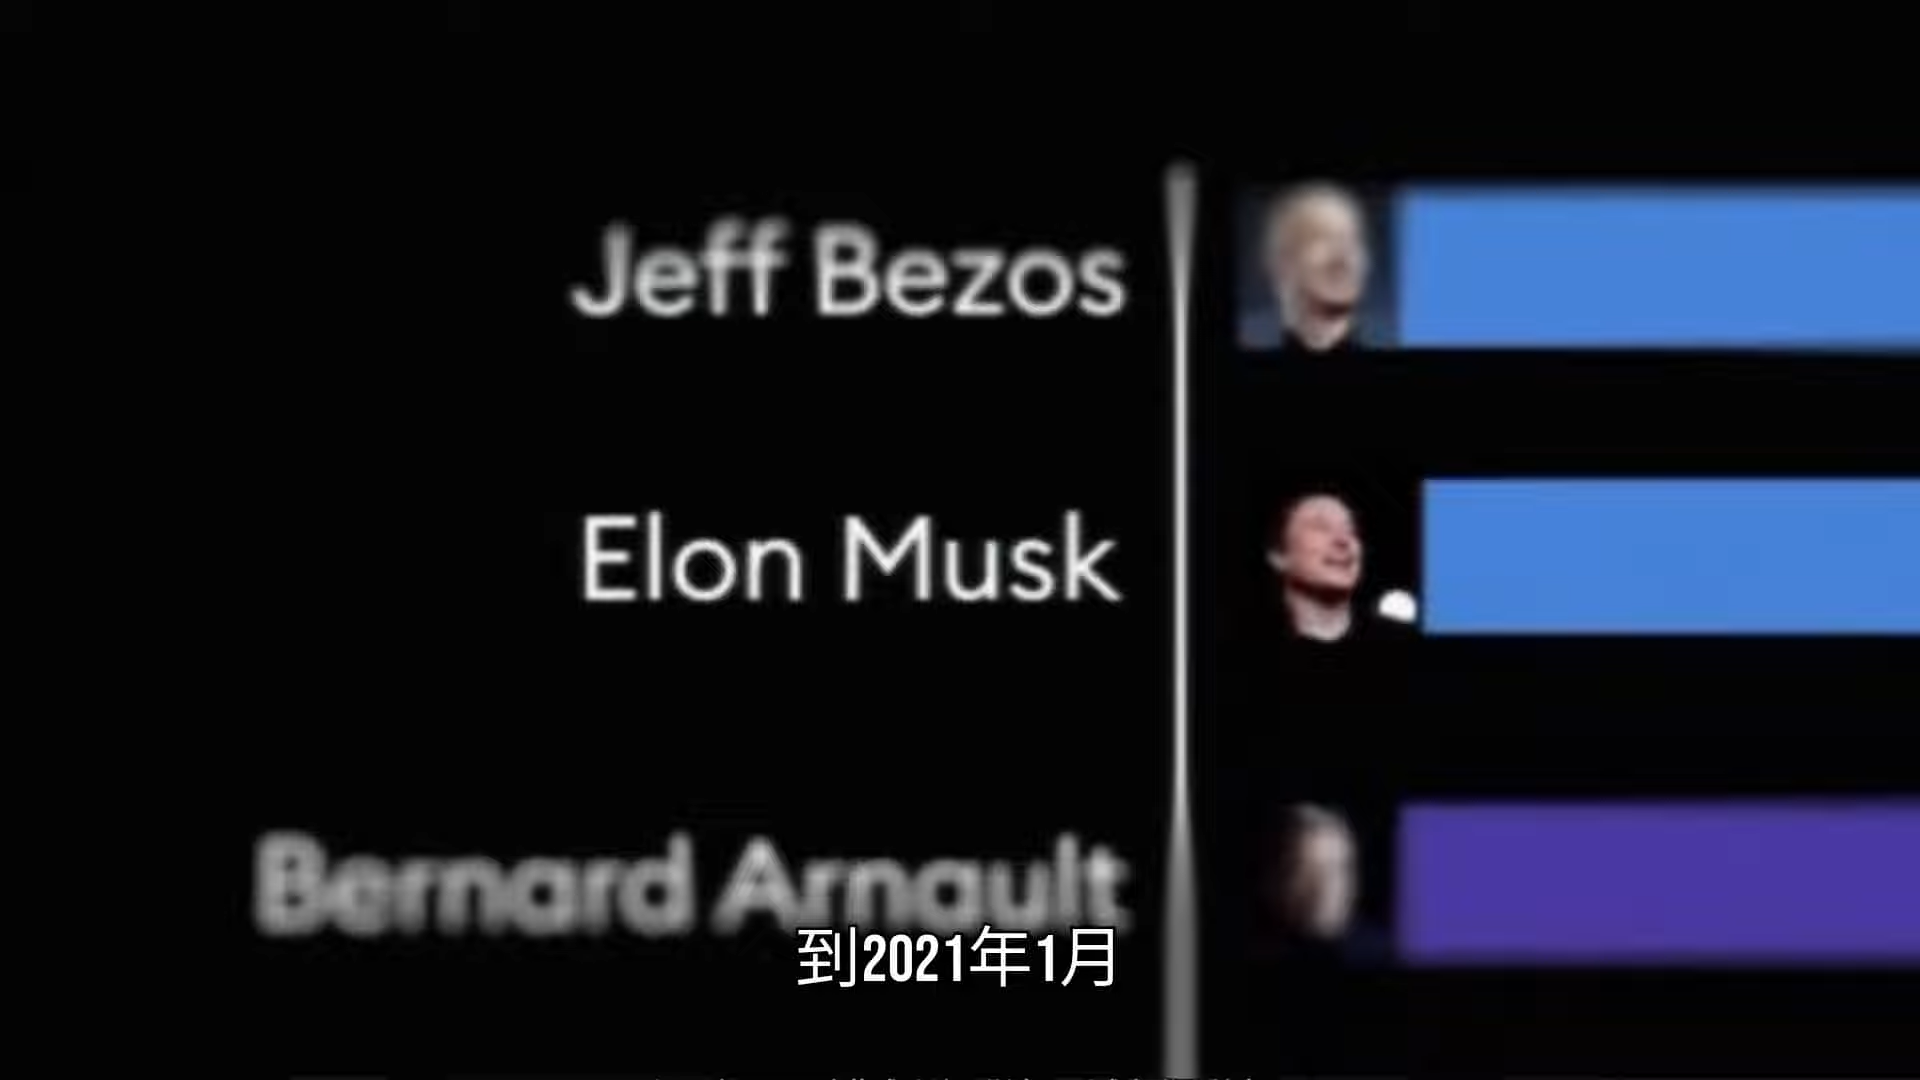 Jeff Bezos
Elon Musk
Bernard Arnault
到2021年1月